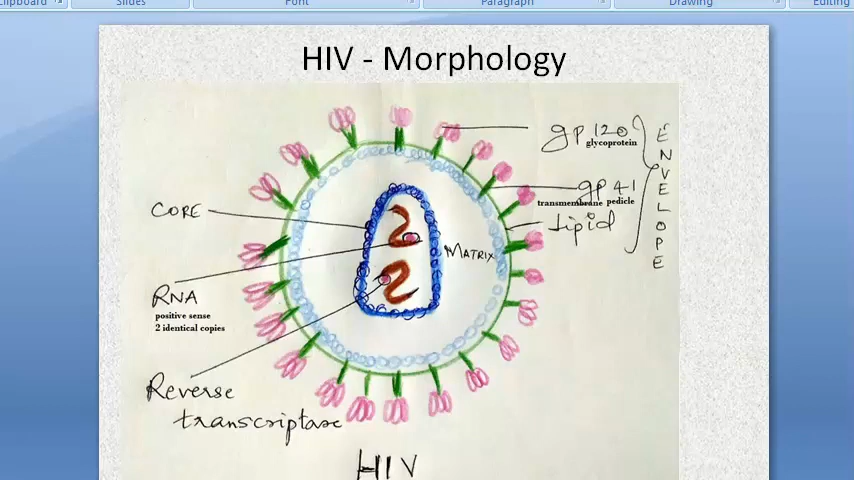 Clipboard
Slides
Font
Paragraph
Drawing
Editing
HIV - Morphology
gp 120
glycoprotein
gp 41
transmembrane pedicle
Lipid
ENVELOPE
CORE
MATRIX
RNA
positive sense
2 identical copies
Reverse
transcriptase
HIV